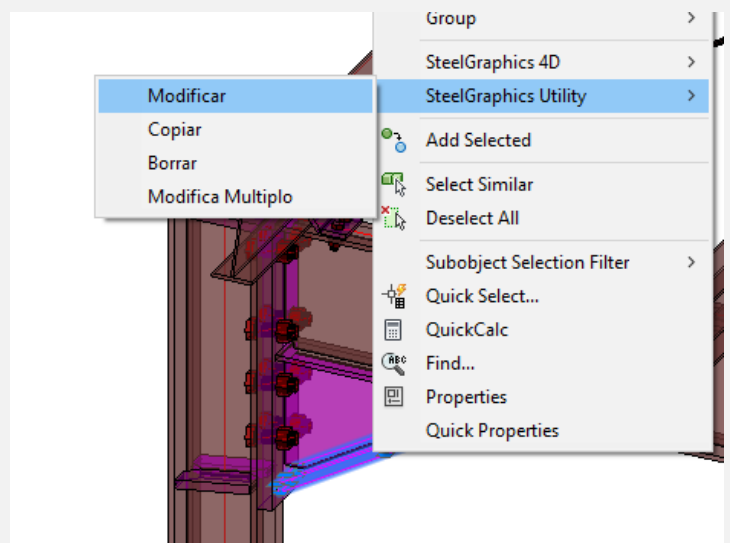 Group
SteelGraphics 4D
SteelGraphics Utility
Modificar
Copiar
Borrar
Modifica Multiplo
Add Selected
Select Similar
Deselect All
Subobject Selection Filter
Quick Select...
QuickCalc
ABC
Find...
Properties
Quick Properties